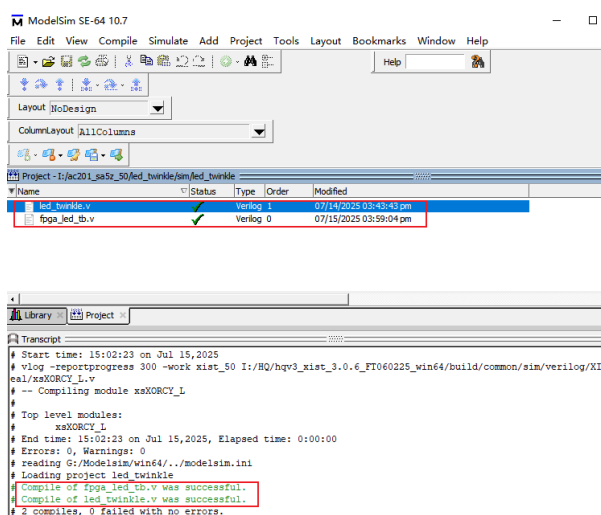 ModelSim SE-64 10.7
File Edit View Compile Simulate Add Project Tools Layout Bookmarks Window Help
Help
Layout NoDesign
ColumnLayout AllColumns
Project - I:/ac201_sa5z_50/led_twinkle/sim/led_twinkle
Name Status Type Order Modified
led_twinkle.v Verilog 1 07/14/2025 03:43:43 pm
fpga_led_tb.v Verilog 0 07/15/2025 03:59:04 pm
Library Project
Transcript
# Start time: 15:02:23 on Jul 15,2025
# vlog -reportprogress 300 -work xist_50 I:/HQ/hqv3_xist_3.0.6_FT060225_win64/build/common/sim/verilog/XI
eal/xsXORCY_L.v
# -- Compiling module xsXORCY_L
#
# Top level modules:
# xsXORCY_L
# End time: 15:02:23 on Jul 15,2025, Elapsed time: 0:00:00
# Errors: 0, Warnings: 0
# reading G:/Modelsim/win64/../modelsim.ini
# Loading project led_twinkle
# Compile of fpga_led_tb.v was successful.
# Compile of led_twinkle.v was successful.
# 2 compiles, 0 failed with no errors.